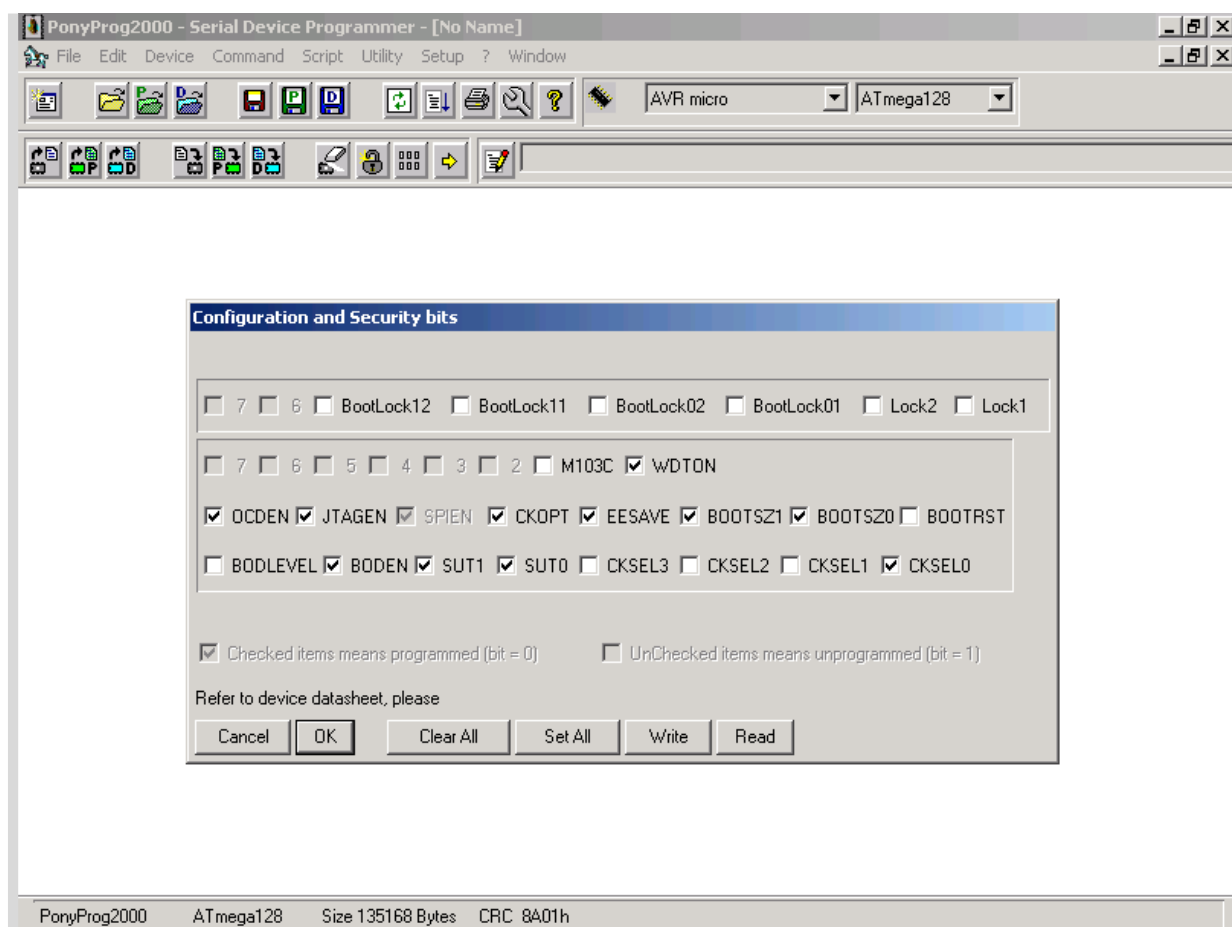 PonyProg2000 - Serial Device Programmer - [No Name]
File Edit Device Command Script Utility Setup ? Window
AVR micro ATmega128
Configuration and Security bits
7 6 BootLock12 BootLock11 BootLock02 BootLock01 Lock2 Lock1
7 6 5 4 3 2 M103C WDTON
OCDEN JTAGEN SPIEN CKOPT EESAVE BOOTSZ1 BOOTSZ0 BOOTRST
BODLEVEL BODEN SUT1 SUT0 CKSEL3 CKSEL2 CKSEL1 CKSEL0
Checked items means programmed (bit = 0) UnChecked items means unprogrammed (bit = 1)
Refer to device datasheet, please
Cancel OK Clear All Set All Write Read
PonyProg2000 ATmega128 Size 135168 Bytes CRC 8A01h